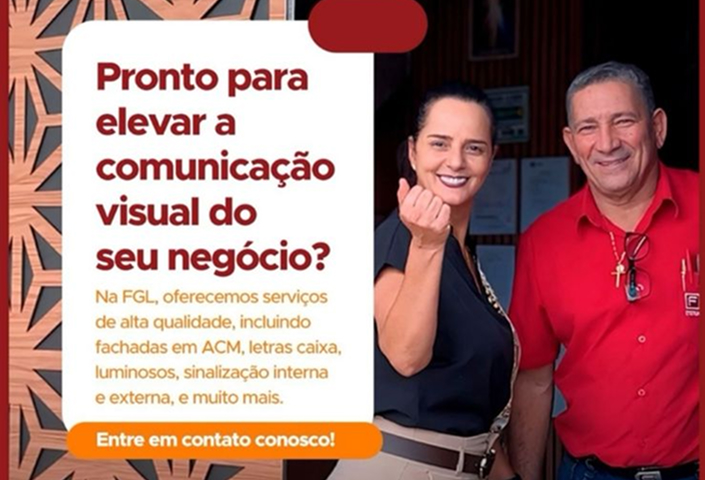 Pronto para
elevar a
comunicação
visual do
seu negócio?
Na FGL, oferecemos serviços
de alta qualidade, incluindo
fachadas em ACM, letras caixa,
luminosos, sinalização interna
e externa, e muito mais.
Entre em contato conosco!